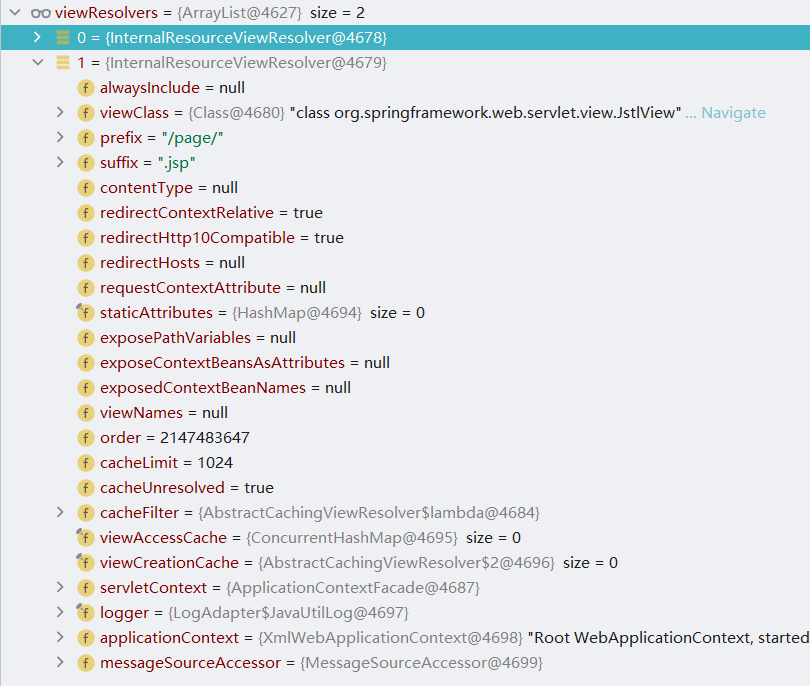 viewResolvers = {ArrayList@4627} size = 2
0 = {InternalResourceViewResolver@4678}
1 = {InternalResourceViewResolver@4679}
f alwaysInclude = null
f viewClass = {Class@4680} "class org.springframework.web.servlet.view.JstlView" ... Navigate
f prefix = "/page/"
f suffix = ".jsp"
f contentType = null
f redirectContextRelative = true
f redirectHttp10Compatible = true
f redirectHosts = null
f requestContextAttribute = null
f staticAttributes = {HashMap@4694} size = 0
f exposePathVariables = null
f exposeContextBeansAsAttributes = null
f exposedContextBeanNames = null
f viewNames = null
f order = 2147483647
f cacheLimit = 1024
f cacheUnresolved = true
f cacheFilter = {AbstractCachingViewResolver$lambda@4684}
f viewAccessCache = {ConcurrentHashMap@4695} size = 0
f viewCreationCache = {AbstractCachingViewResolver$2@4696} size = 0
f servletContext = {ApplicationContextFacade@4687}
f logger = {LogAdapter$JavaUtilLog@4697}
f applicationContext = {XmlWebApplicationContext@4698} "Root WebApplicationContext, started
f messageSourceAccessor = {MessageSourceAccessor@4699}